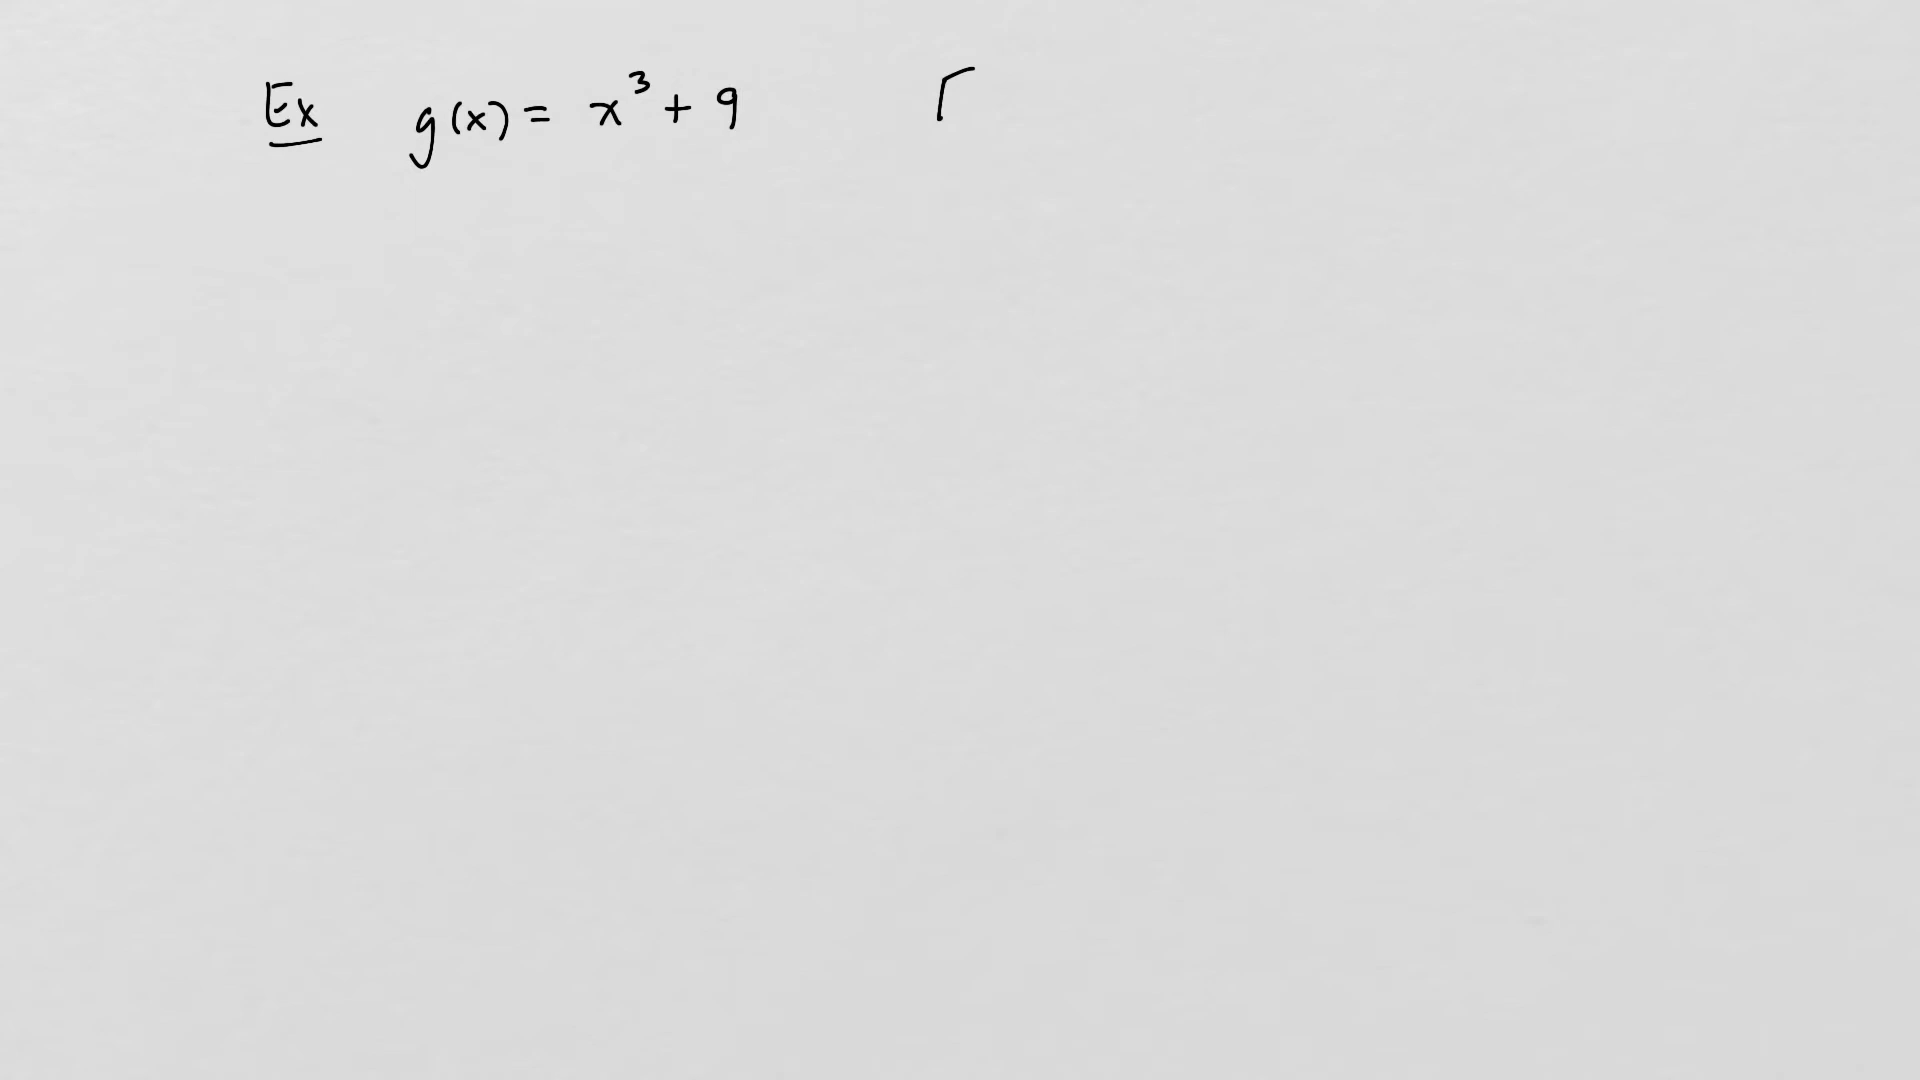 Ex g(x) = x³ + 9